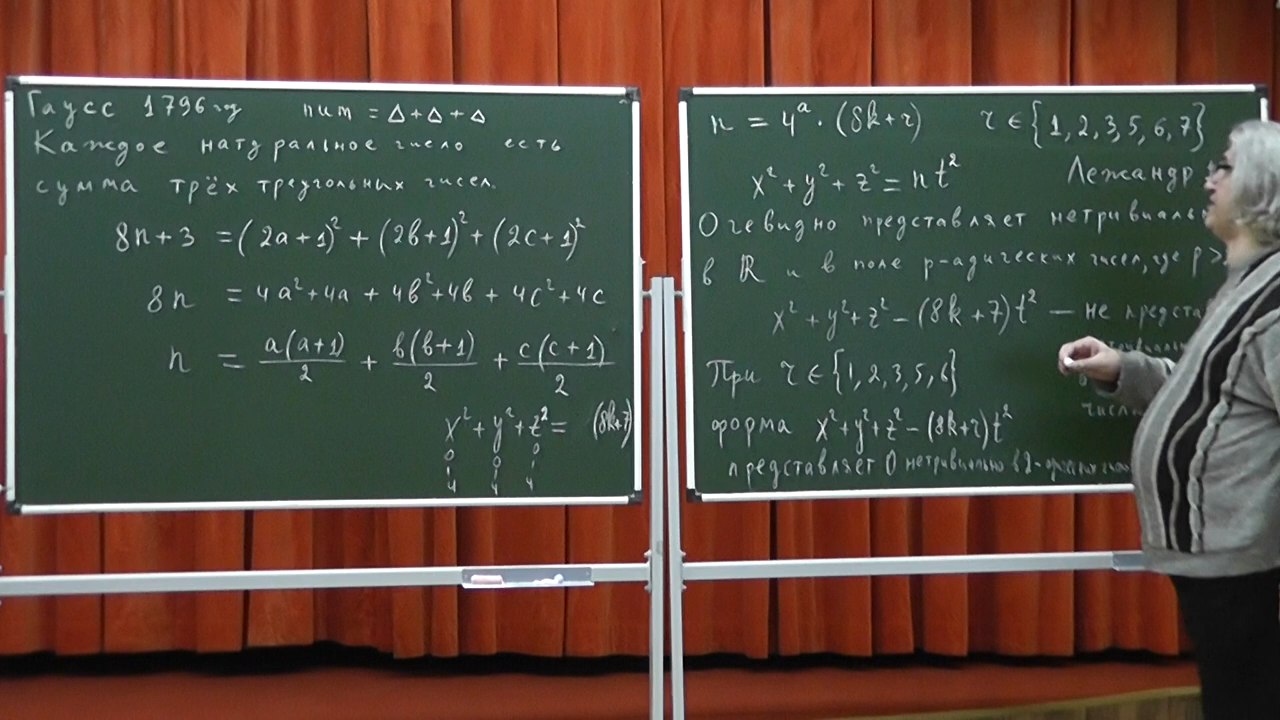 Гаусс 1796 год пит = Δ + Δ + Δ
Каждое натуральное число есть
сумма трёх треугольных чисел.
8n+3 = (2a+1)² + (2b+1)² + (2c+1)²
8n = 4a²+4a + 4b²+4b + 4c²+4c
n = a(a+1)/2 + b(b+1)/2 + c(c+1)/2
x² + y² + z² = (8k+7)
0 0 0
1 1 1
4 4 4
n = 4ᵃ · (8k+r) r ∈ {1, 2, 3, 5, 6, 7}
x² + y² + z² = nt² Лежандр
Очевидно представляет нетривиаль
в ℝ и в поле p-адических чисел, где p >
x² + y² + z² − (8k+7)t² — не предста
При r ∈ {1, 2, 3, 5, 6}
числа
форма x² + y² + z² − (8k+r)t²
представляет 0 нетривиально в 2-